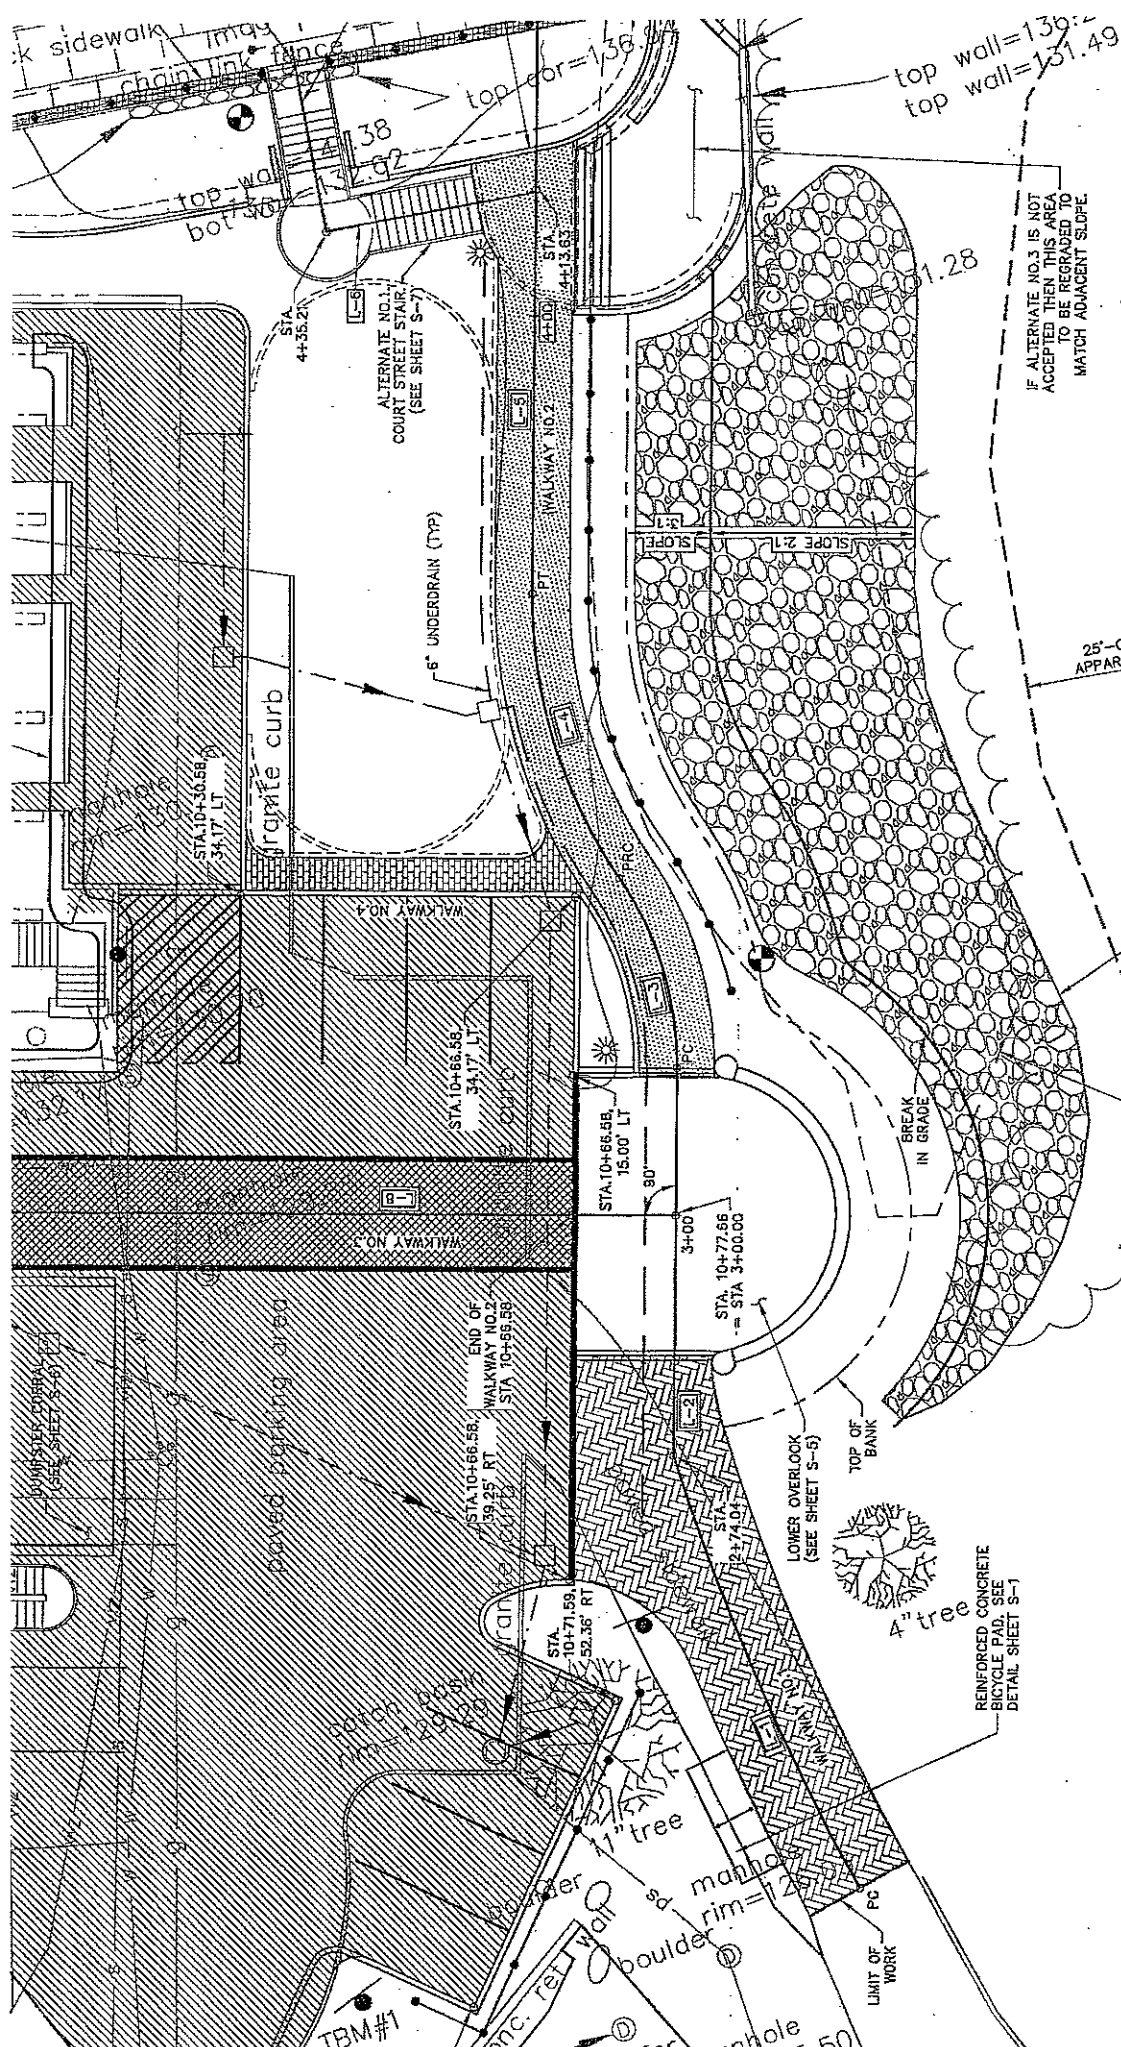 ck sidewalk
chain link fence
top cor=136.
top wall=136.2
top wall=131.49
concrete wall
IF ALTERNATE NO.3 IS NOT
ACCEPTED THEN THIS AREA
TO BE REGRADED TO
MATCH ADJACENT SLOPE
STA.
4+13.63
4+00
STA.
4+35.21
L-6
ALTERNATE NO.1
COURT STREET STAIR
(SEE SHEET S-7)
L-5
WALKWAY NO.2
SLOPE
3:1
SLOPE 2:1
PT
6" UNDERDRAIN (TYP)
L-4
25'-
APPAR
granite curb
STA.10+30.58,
34.17' LT
PRC
WALKWAY NO.4
L-3
PC
STA.10+66.58,
34.17' LT
STA.10+66.58,
15.00' LT
90°
BREAK
IN GRADE
L-8
WALKWAY NO.3
3+00
STA. 10+77.66
= STA 3+00.00
END OF
WALKWAY NO.2
STA 10+66.58
STA.10+66.58,
39.25' RT
DUMPSTER CORRAL
(SEE SHEET S-6)
paved parking area
L-2
STA.
2+74.04
LOWER OVERLOOK
(SEE SHEET S-5)
TOP OF
BANK
4" tree
STA.
10+71.59,
52.36' RT
catch basin
rim=129.20
REINFORCED CONCRETE
BICYCLE PAD, SEE
DETAIL SHEET S-1
L-1
11" tree
boulder
manhole
sd
boulder
PC
LIMIT OF
WORK
TBM#1
conc. ret wall